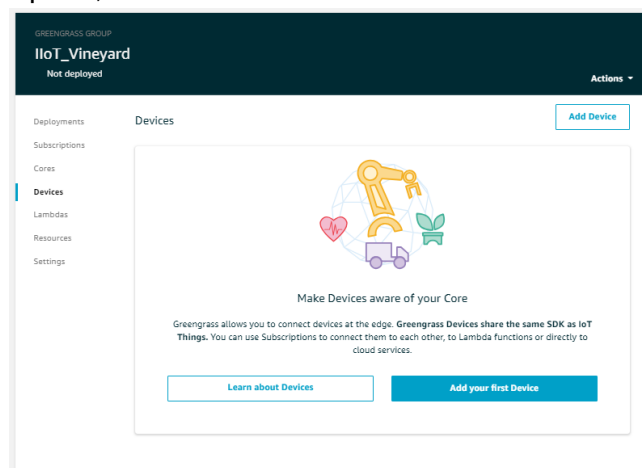 GREENGRASS GROUP
IIoT_Vineyard
Not deployed
Actions
Deployments
Subscriptions
Cores
Devices
Lambdas
Resources
Settings
Devices
Add Device
Make Devices aware of your Core
Greengrass allows you to connect devices at the edge. Greengrass Devices share the same SDK as IoT
Things. You can use Subscriptions to connect them to each other, to Lambda functions or directly to
cloud services.
Learn about Devices
Add your first Device